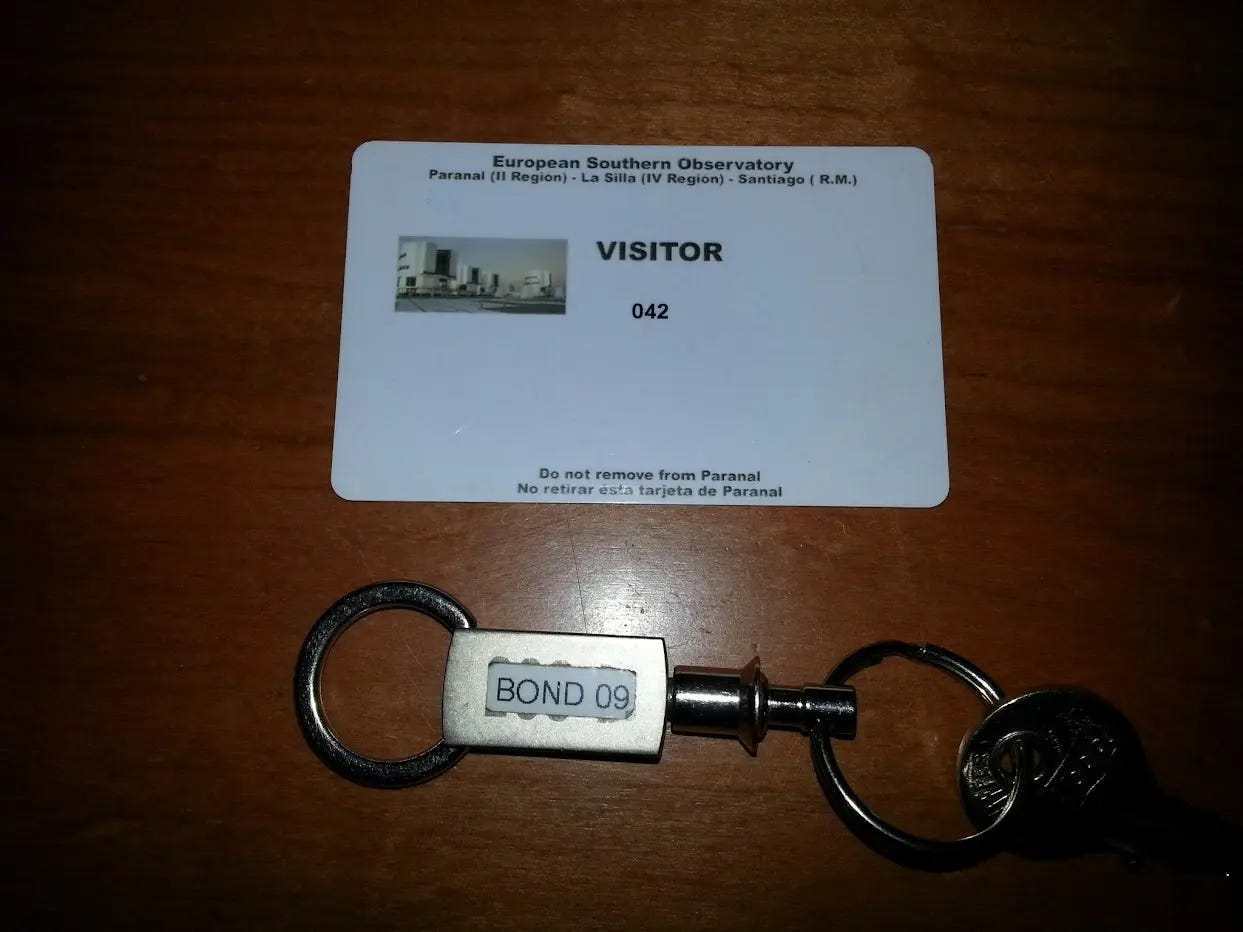 European Southern Observatory
Paranal (II Región) - La Silla (IV Región) - Santiago ( R.M.)
VISITOR
042
Do not remove from Paranal
No retirar ésta tarjeta de Paranal
BOND 09